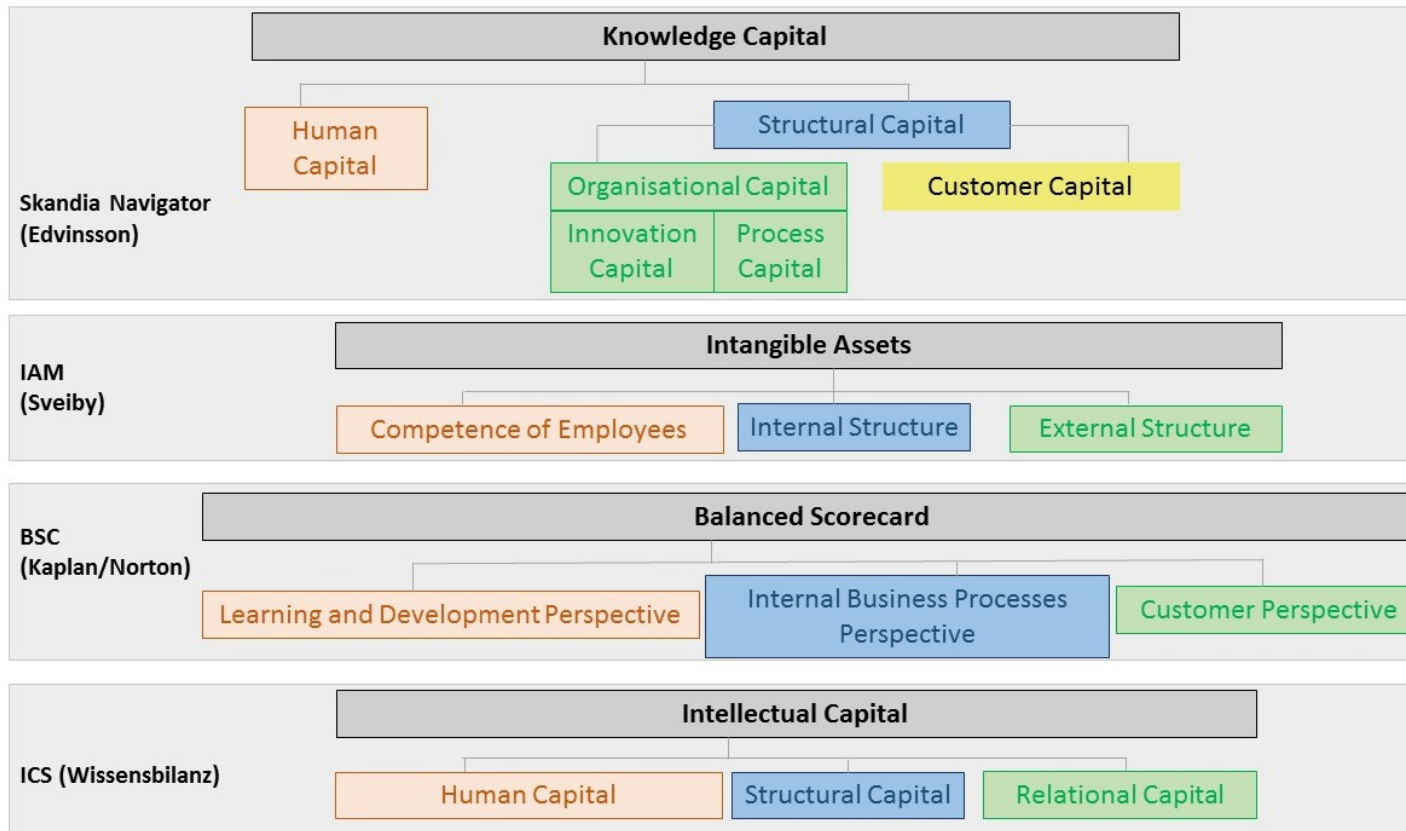 Knowledge Capital
Human
Capital
Structural Capital
Organisational Capital
Customer Capital
Innovation
Capital
Process
Capital
Skandia Navigator
(Edvinsson)
Intangible Assets
IAM
(Sveiby)
Competence of Employees
Internal Structure
External Structure
Balanced Scorecard
BSC
(Kaplan/Norton)
Learning and Development Perspective
Internal Business Processes
Perspective
Customer Perspective
Intellectual Capital
ICS (Wissensbilanz)
Human Capital
Structural Capital
Relational Capital